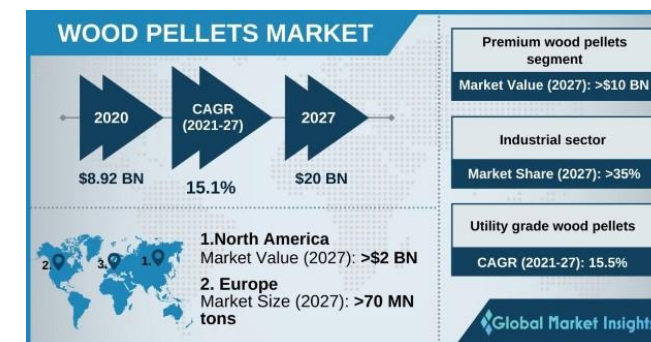 WOOD PELLETS MARKET
2020
CAGR
(2021-27)
2027
$8.92 BN
15.1%
$20 BN
2.
3.
1.
1.North America
Market Value (2027): >$2 BN
2. Europe
Market Size (2027): >70 MN
tons
Premium wood pellets
segment
Market Value (2027): >$10 BN
Industrial sector
Market Share (2027): >35%
Utility grade wood pellets
CAGR (2021-27): 15.5%
Global Market Insights